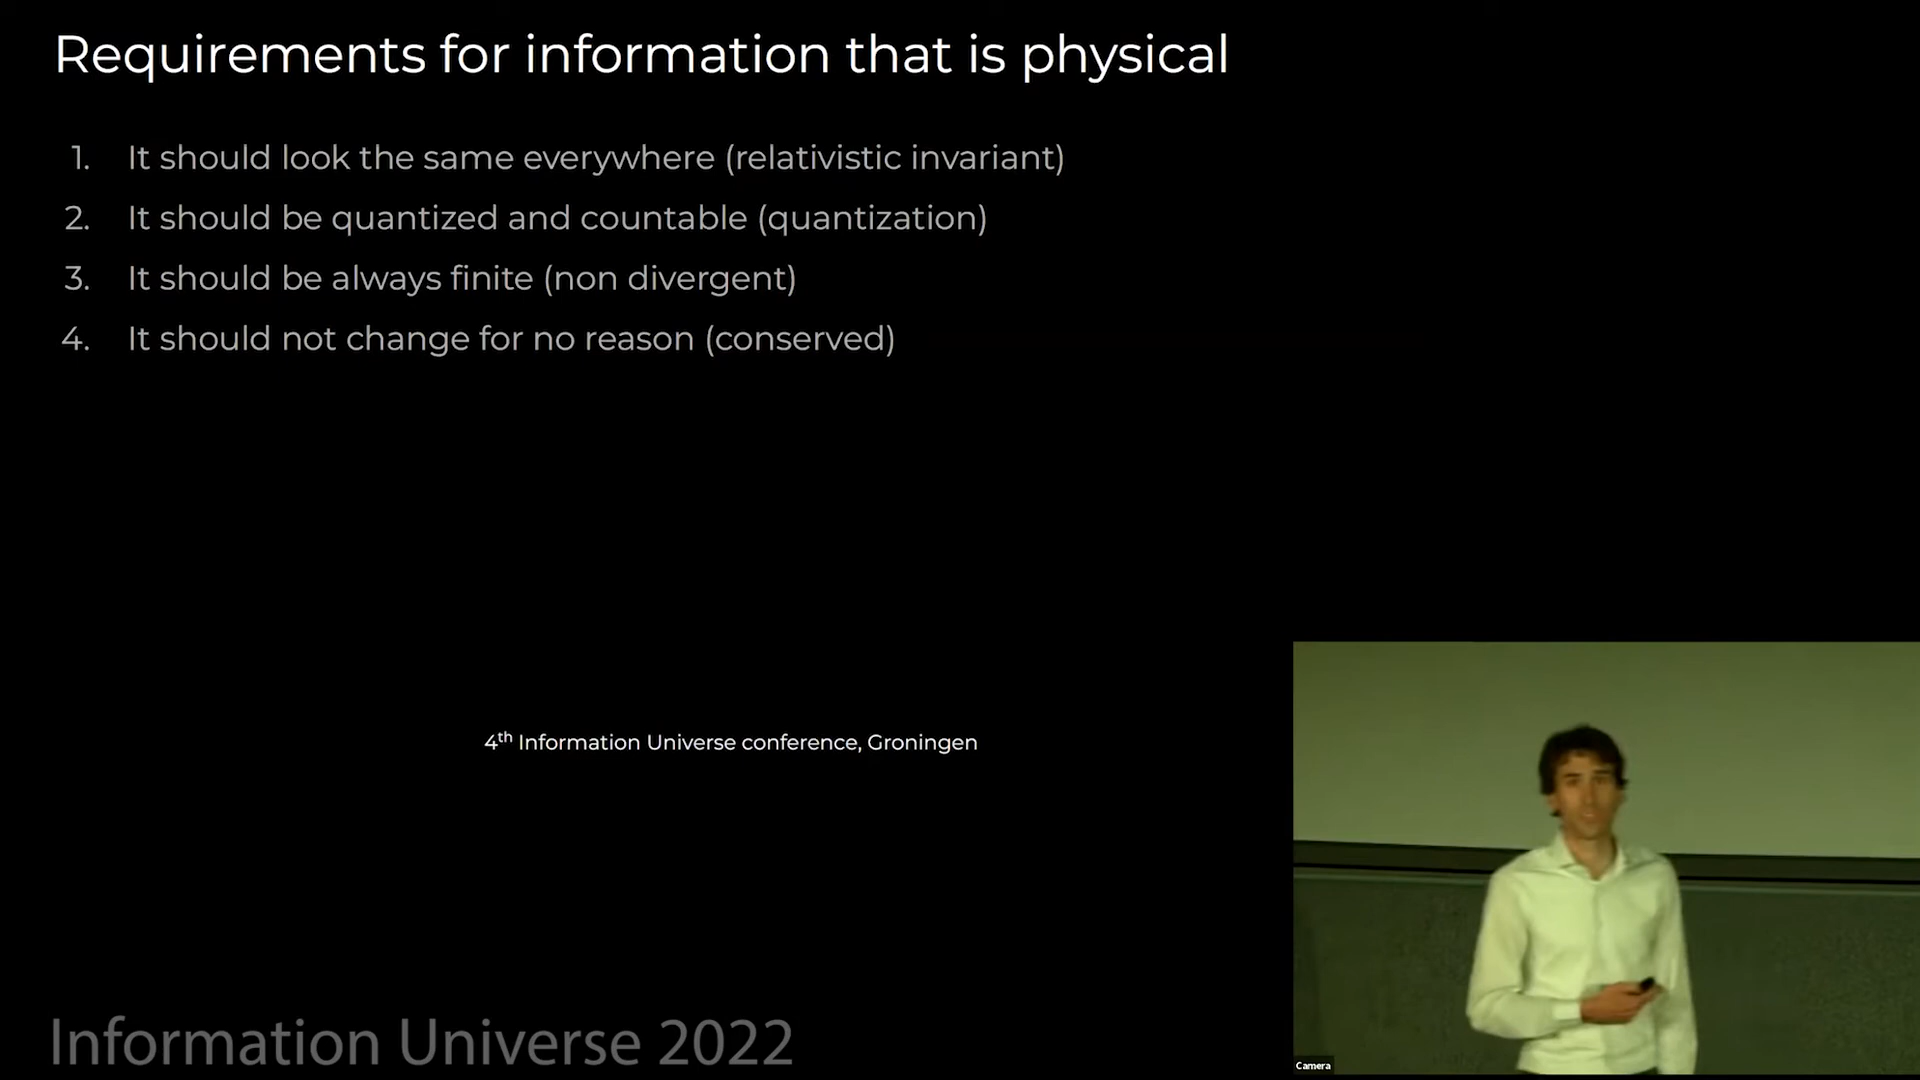 Requirements for information that is physical
1. It should look the same everywhere (relativistic invariant)
2. It should be quantized and countable (quantization)
3. It should be always finite (non divergent)
4. It should not change for no reason (conserved)
4th Information Universe conference, Groningen
Information Universe 2022
Camera